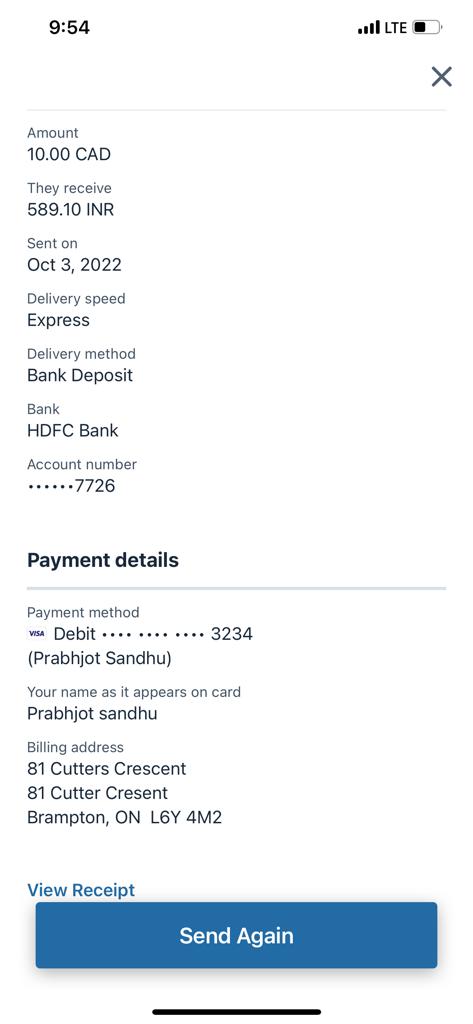 9:54
LTE
Amount
10.00 CAD
They receive
589.10 INR
Sent on
Oct 3, 2022
Delivery speed
Express
Delivery method
Bank Deposit
Bank
HDFC Bank
Account number
••••••7726
Payment details
Payment method
VISA Debit •••• •••• •••• 3234
(Prabhjot Sandhu)
Your name as it appears on card
Prabhjot sandhu
Billing address
81 Cutters Crescent
81 Cutter Cresent
Brampton, ON  L6Y 4M2
View Receipt
Send Again